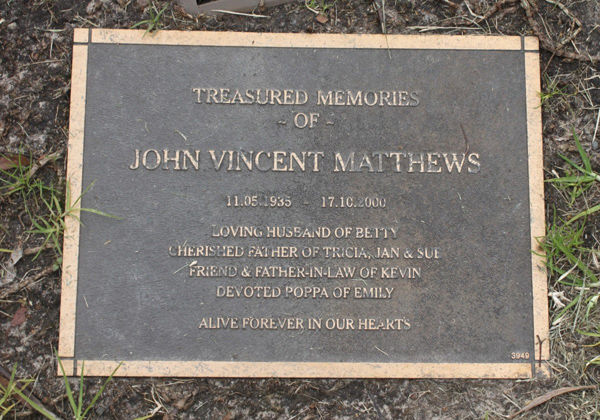 TREASURED MEMORIES
- OF -
JOHN VINCENT MATTHEWS
11.05.1935 - 17.10.2000
LOVING HUSBAND OF BETTY
CHERISHED FATHER OF TRICIA, JAN & SUE
FRIEND & FATHER-IN-LAW OF KEVIN
DEVOTED POPPA OF EMILY
ALIVE FOREVER IN OUR HEARTS
3949